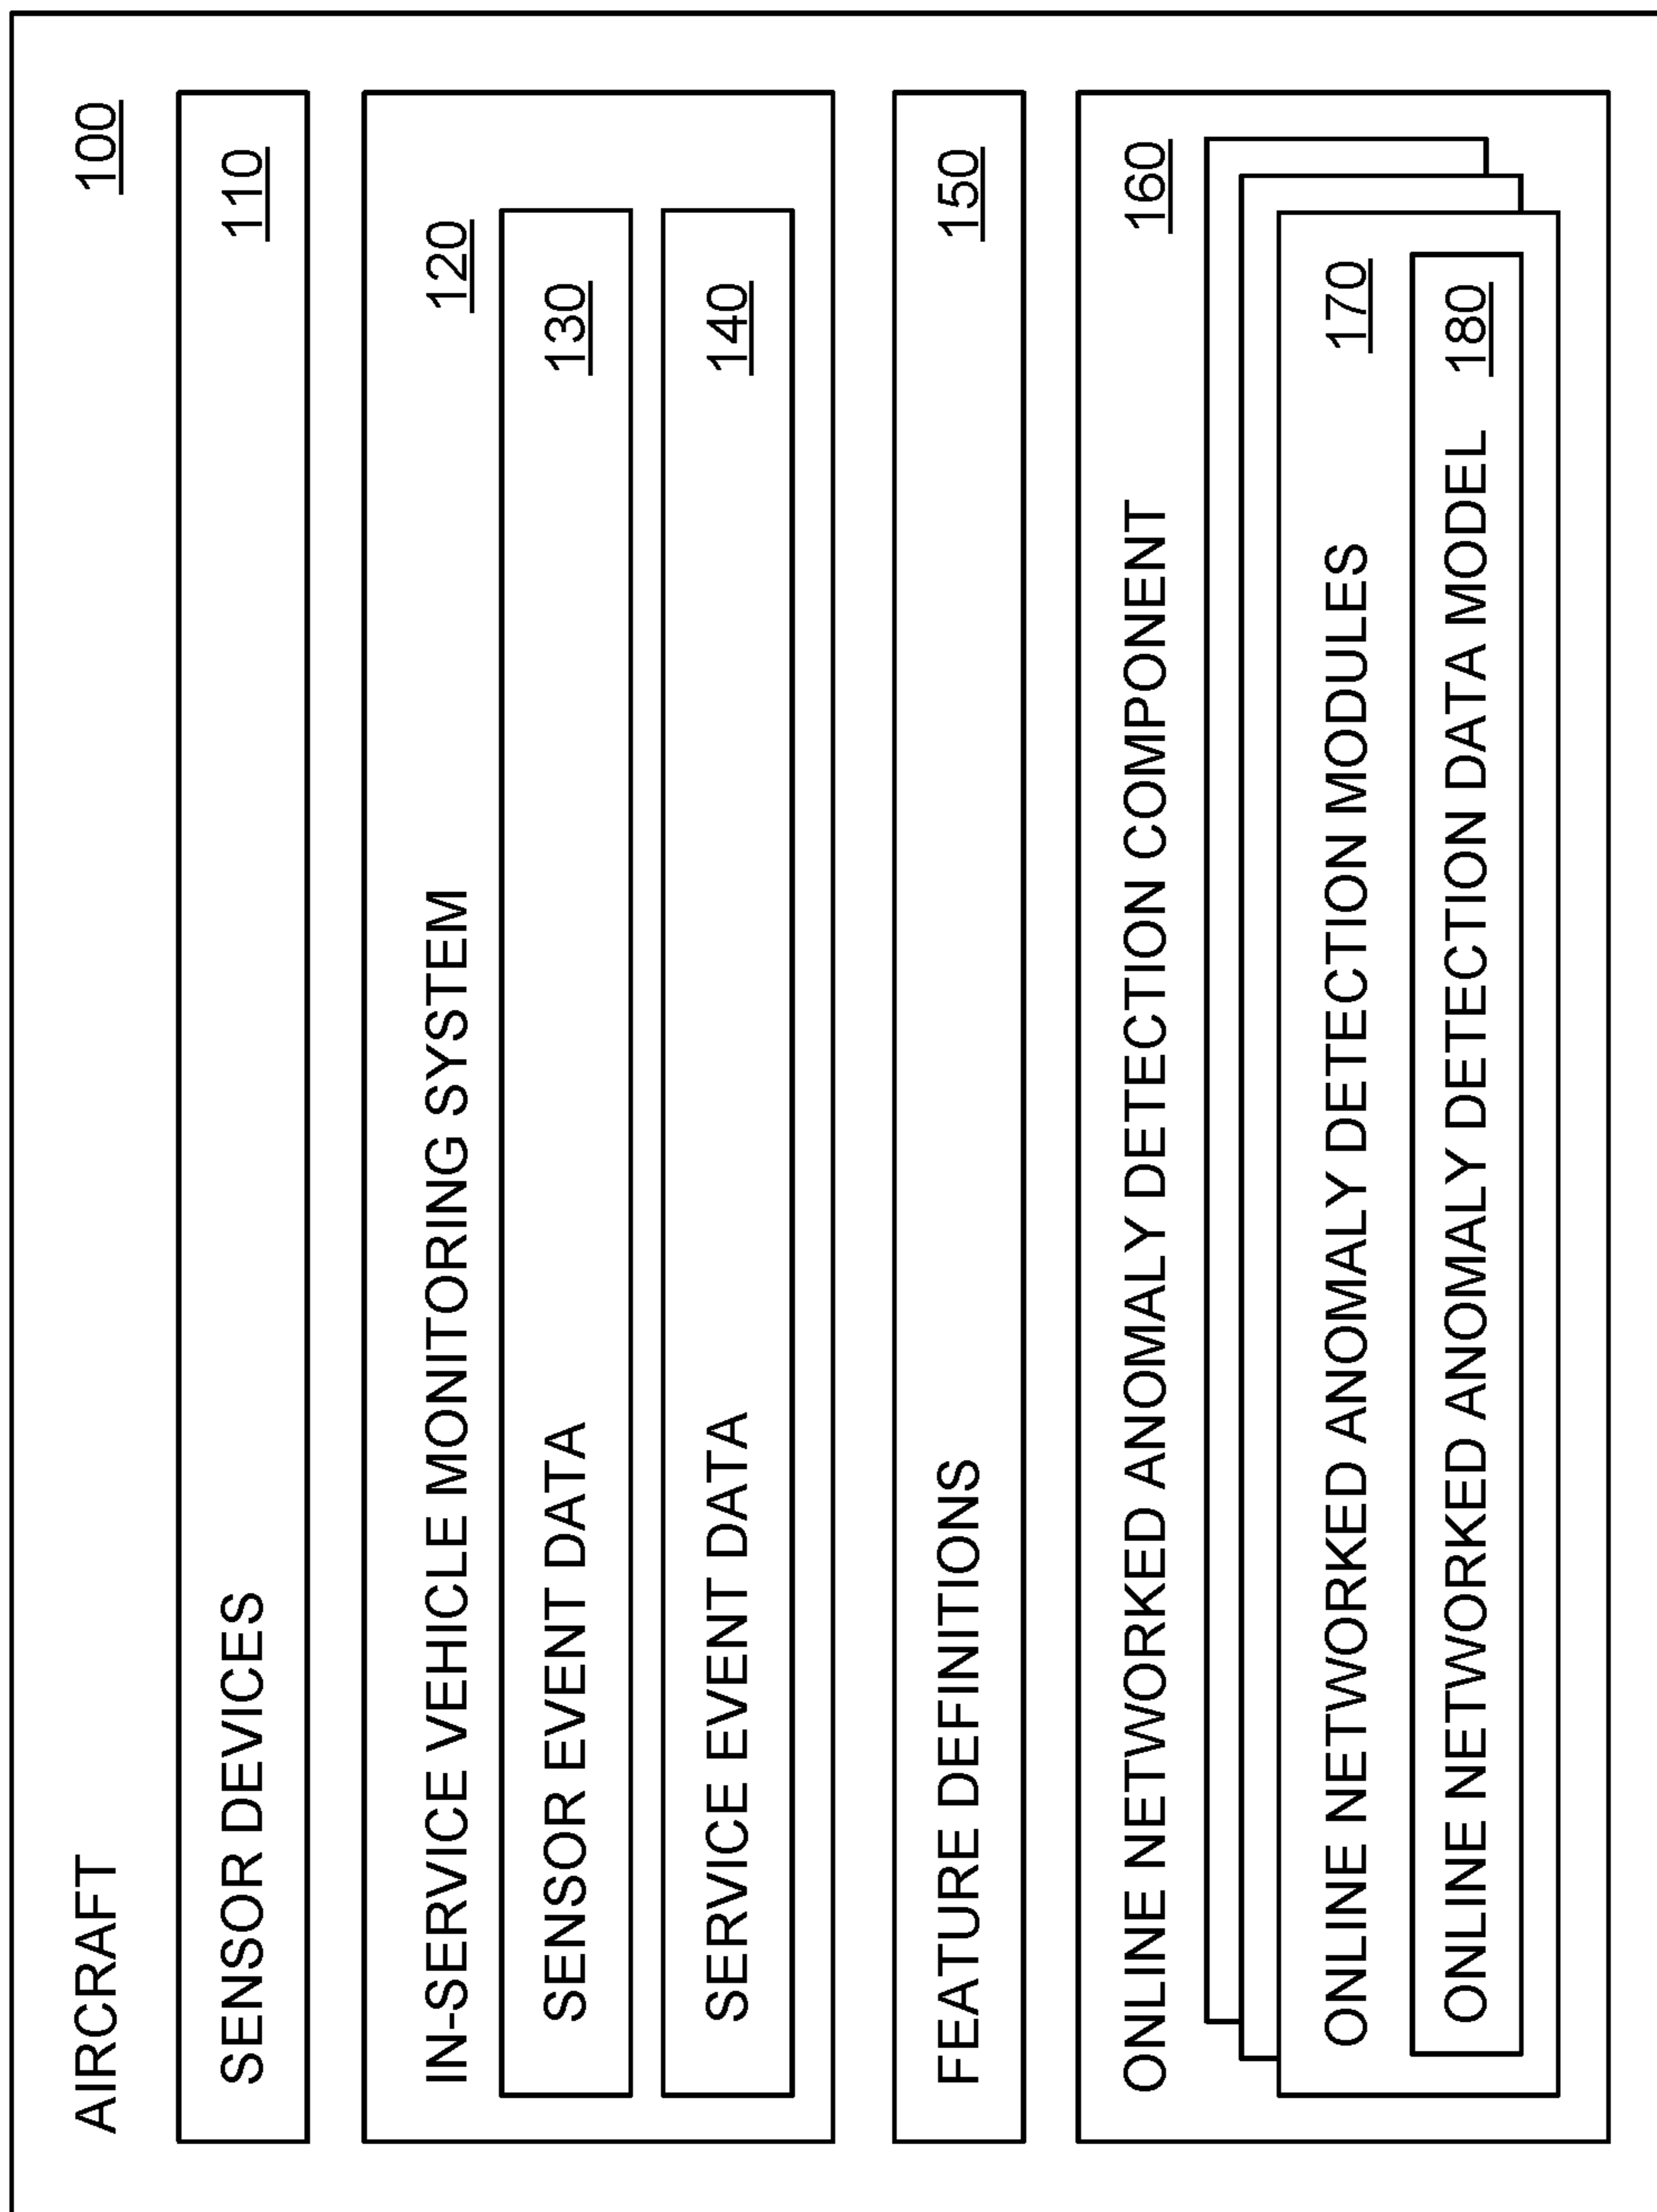 AIRCRAFT 100
SENSOR DEVICES 110
IN-SERVICE VEHICLE MONITORING SYSTEM 120
SENSOR EVENT DATA 130
SERVICE EVENT DATA 140
FEATURE DEFINITIONS 150
ONLINE NETWORKED ANOMALY DETECTION COMPONENT 160
ONLINE NETWORKED ANOMALY DETECTION MODULES 170
ONLINE NETWORKED ANOMALY DETECTION DATA MODEL 180